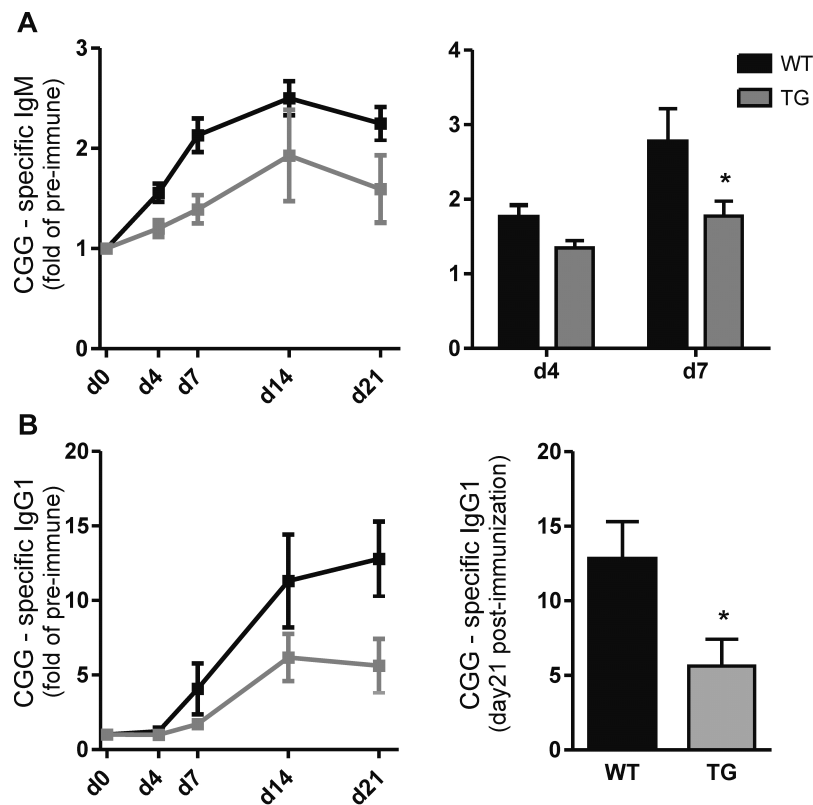 A
CGG - specific IgM
(fold of pre-immune)
3
2
1
0
d0
d4
d7
d14
d21
4
3
2
1
0
*
d4
d7
WT
TG
B
CGG - specific IgG1
(fold of pre-immune)
20
15
10
5
0
d0
d4
d7
d14
d21
CGG - specific IgG1
(day21 post-immunization)
20
15
10
5
0
*
WT
TG